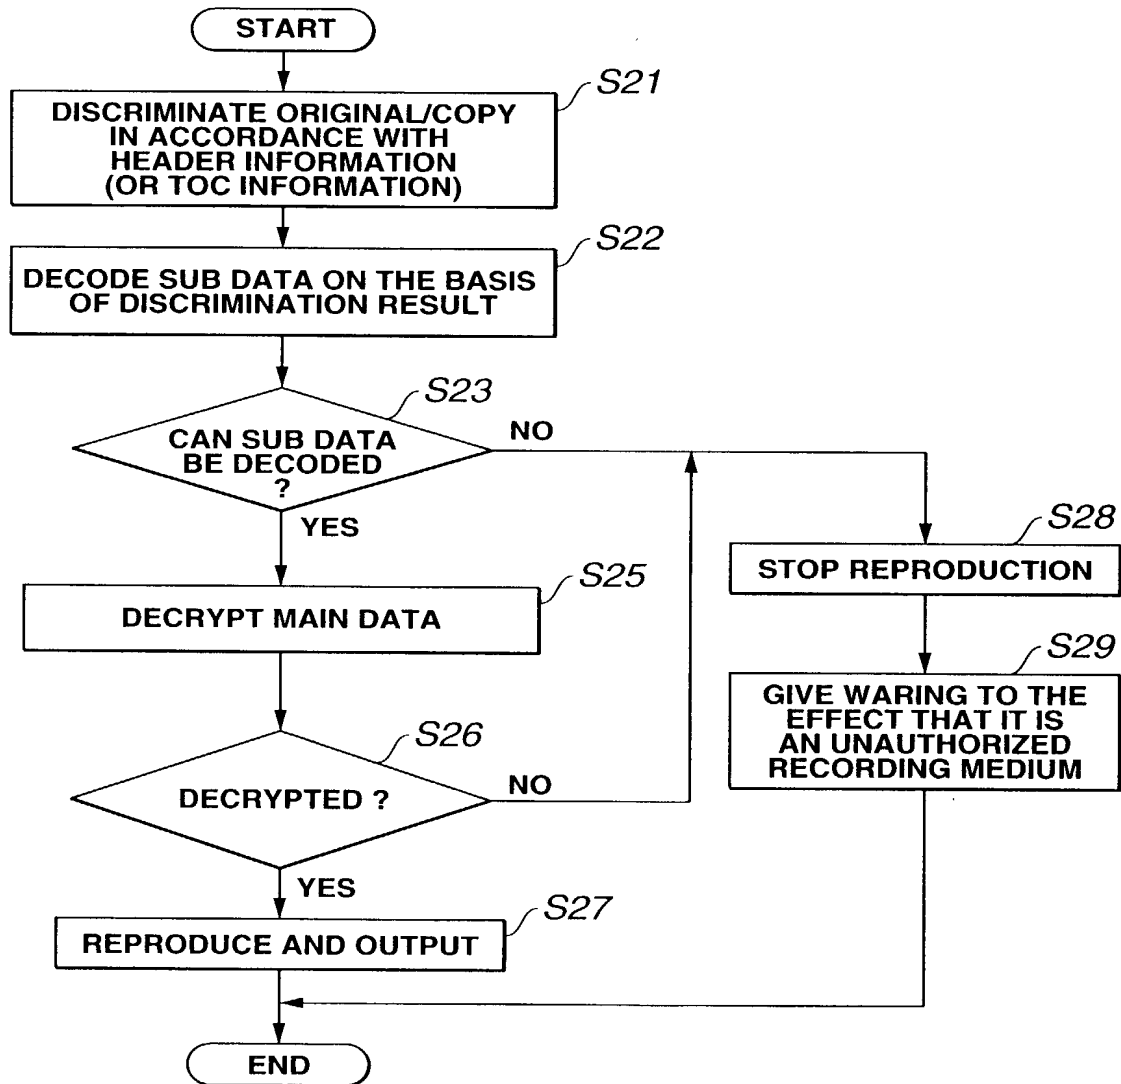 START
S21
DISCRIMINATE ORIGINAL/COPY
IN ACCORDANCE WITH
HEADER INFORMATION
(OR TOC INFORMATION)
S22
DECODE SUB DATA ON THE BASIS
OF DISCRIMINATION RESULT
S23
CAN SUB DATA
BE DECODED
?
NO
YES
S25
DECRYPT MAIN DATA
S26
DECRYPTED ?
NO
YES
S27
REPRODUCE AND OUTPUT
S28
STOP REPRODUCTION
S29
GIVE WARING TO THE
EFFECT THAT IT IS
AN UNAUTHORIZED
RECORDING MEDIUM
END